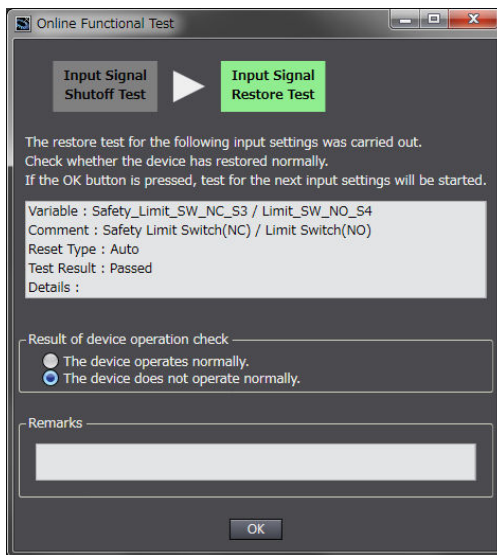 Online Functional Test
Input Signal
Shutoff Test
Input Signal
Restore Test
The restore test for the following input settings was carried out.
Check whether the device has restored normally.
If the OK button is pressed, test for the next input settings will be started.
Variable : Safety_Limit_SW_NC_S3 / Limit_SW_NO_S4
Comment : Safety Limit Switch(NC) / Limit Switch(NO)
Reset Type : Auto
Test Result : Passed
Details :
Result of device operation check
The device operates normally.
The device does not operate normally.
Remarks
OK